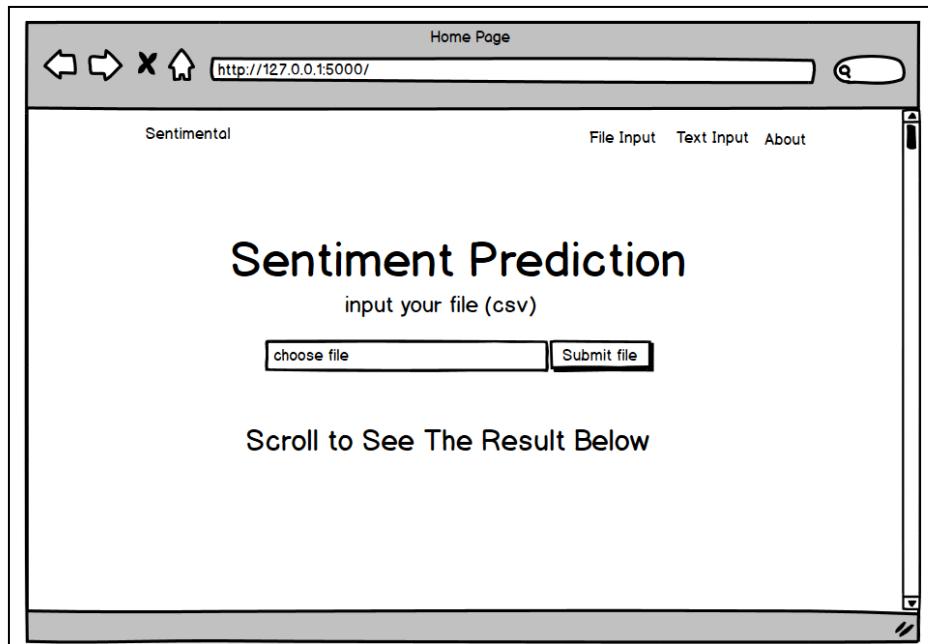 Home Page
http://127.0.0.1:5000/
Sentimental
File Input Text Input About
Sentiment Prediction
input your file (csv)
choose file Submit file
Scroll to See The Result Below